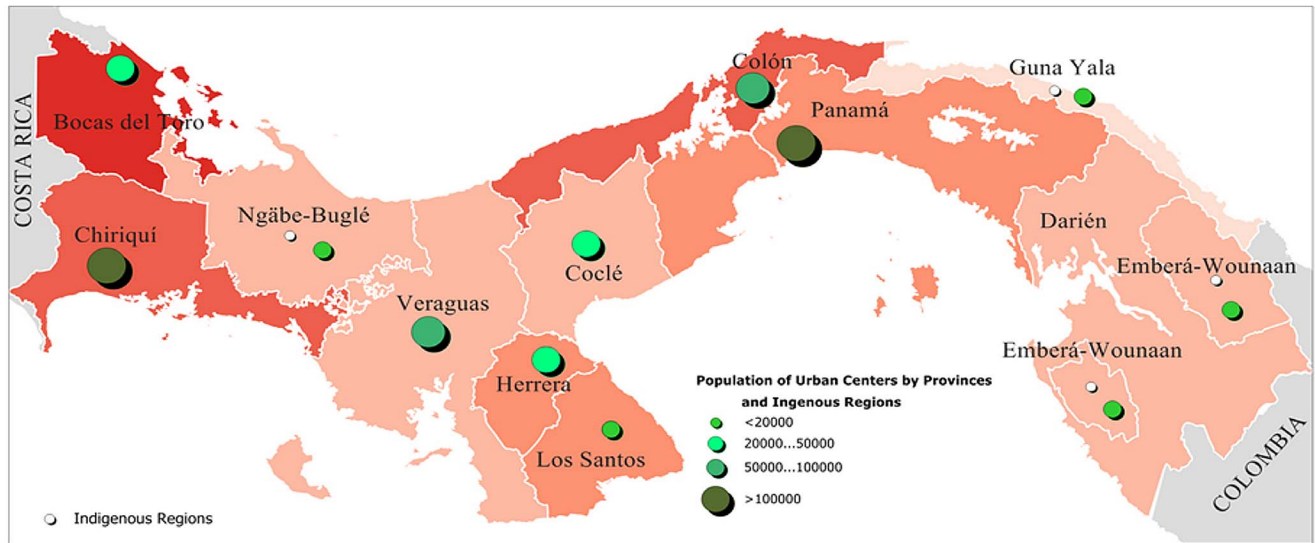 Colón
Guna Yala
Panamá
Bocas del Toro
COSTA RICA
Ngäbe-Buglé
Chiriquí
Darién
Coclé
Emberá-Wounaan
Veraguas
Emberá-Wounaan
Herrera
Los Santos
COLOMBIA
Population of Urban Centers by Provinces
and Ingenous Regions
<20000
20000...50000
50000...100000
>100000
Indigenous Regions